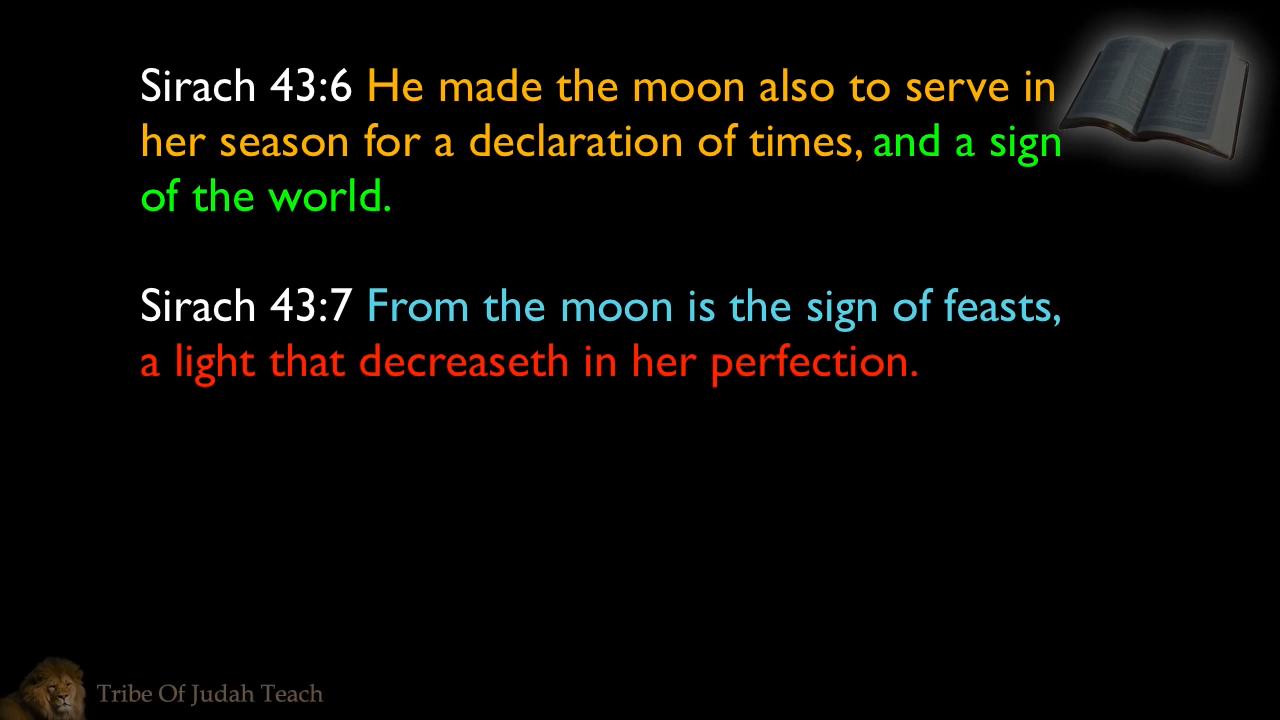 Sirach 43:6 He made the moon also to serve in
her season for a declaration of times, and a sign
of the world.
Sirach 43:7 From the moon is the sign of feasts,
a light that decreaseth in her perfection.
Tribe Of Judah Teach